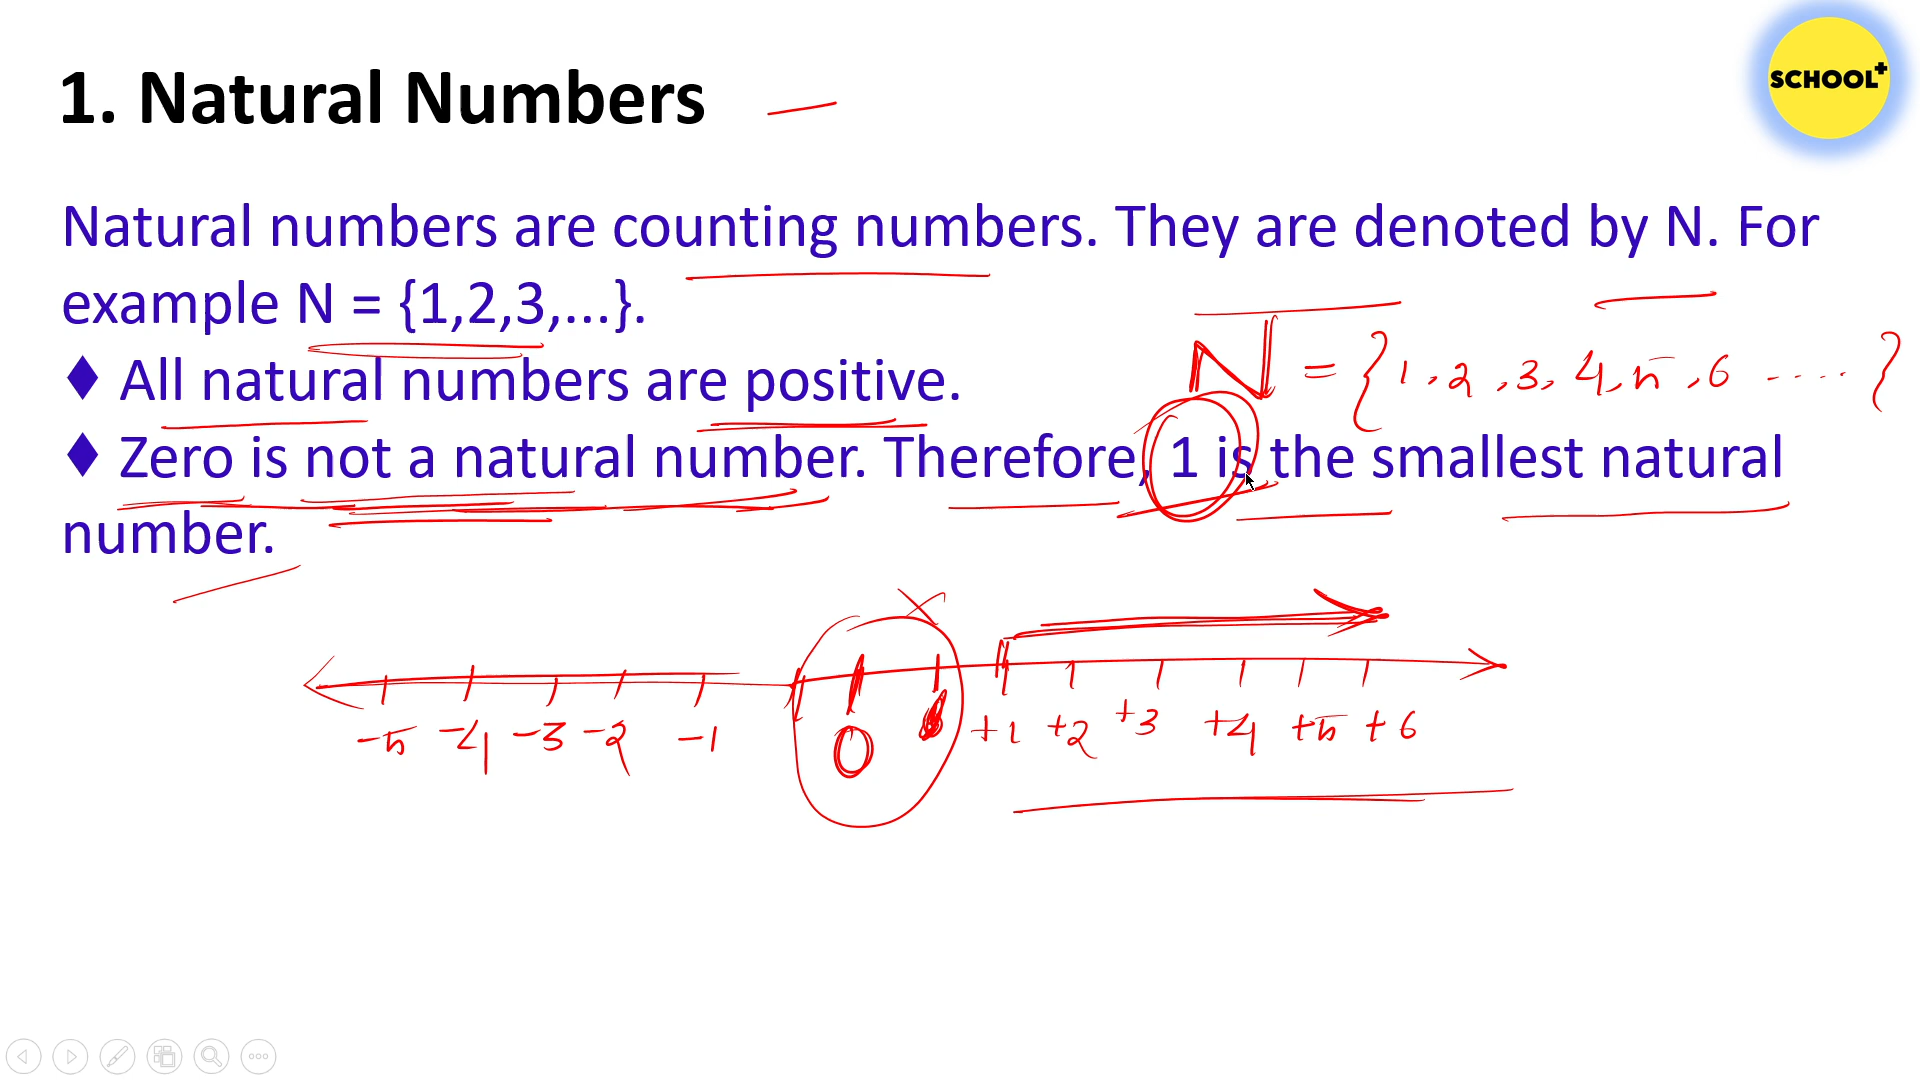 1. Natural Numbers
SCHOOL+
Natural numbers are counting numbers. They are denoted by N. For
example N = {1,2,3,...}.
N = {1, 2, 3, 4, 5, 6 ....}
♦ All natural numbers are positive.
♦ Zero is not a natural number. Therefore, 1 is the smallest natural
number.
-5 -4 -3 -2 -1 0 +1 +2 +3 +4 +5 +6